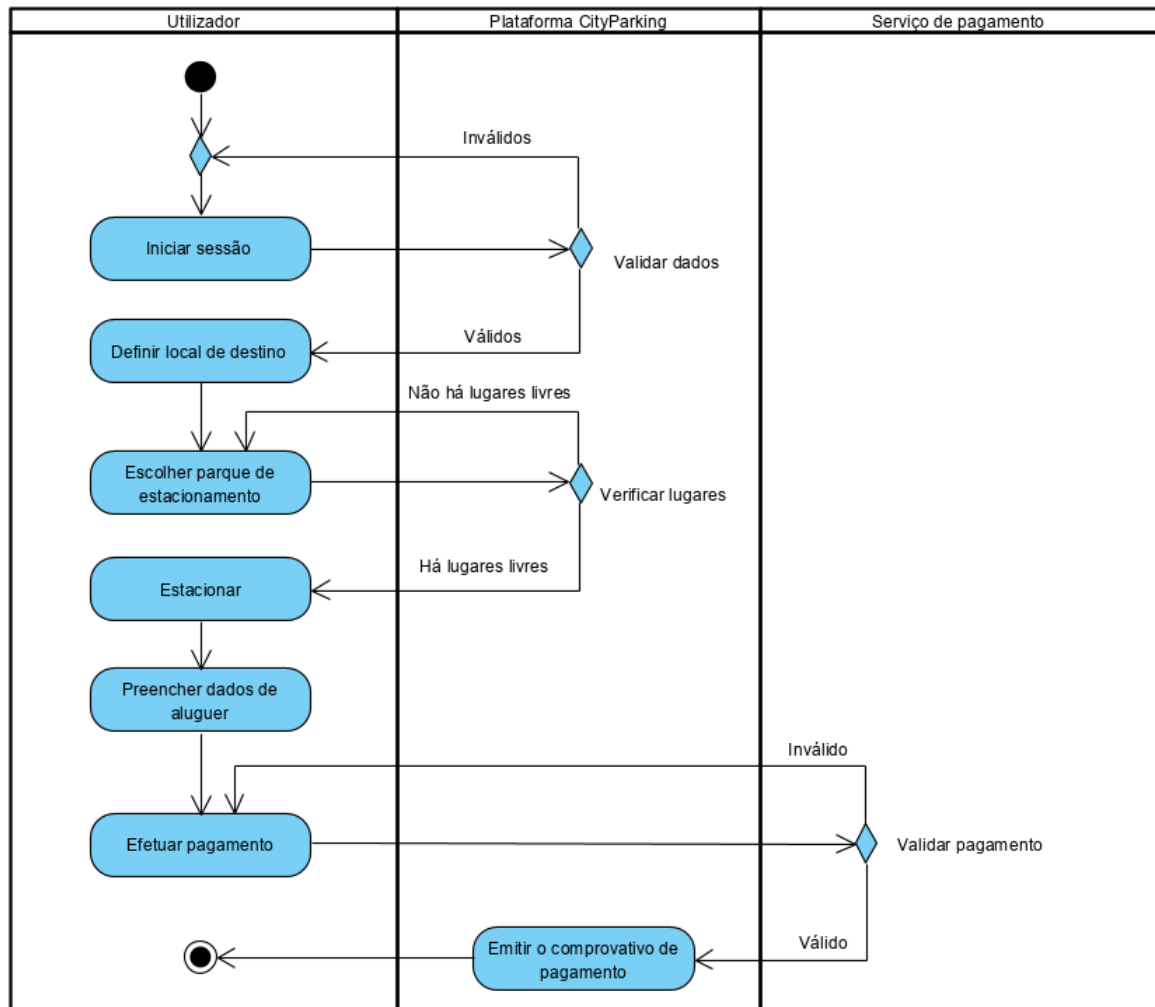 Utilizador
Plataforma CityParking
Serviço de pagamento
Inválidos
Iniciar sessão
Validar dados
Válidos
Definir local de destino
Não há lugares livres
Escolher parque de
estacionamento
Verificar lugares
Há lugares livres
Estacionar
Preencher dados de
aluguer
Inválido
Efetuar pagamento
Validar pagamento
Válido
Emitir o comprovativo de
pagamento